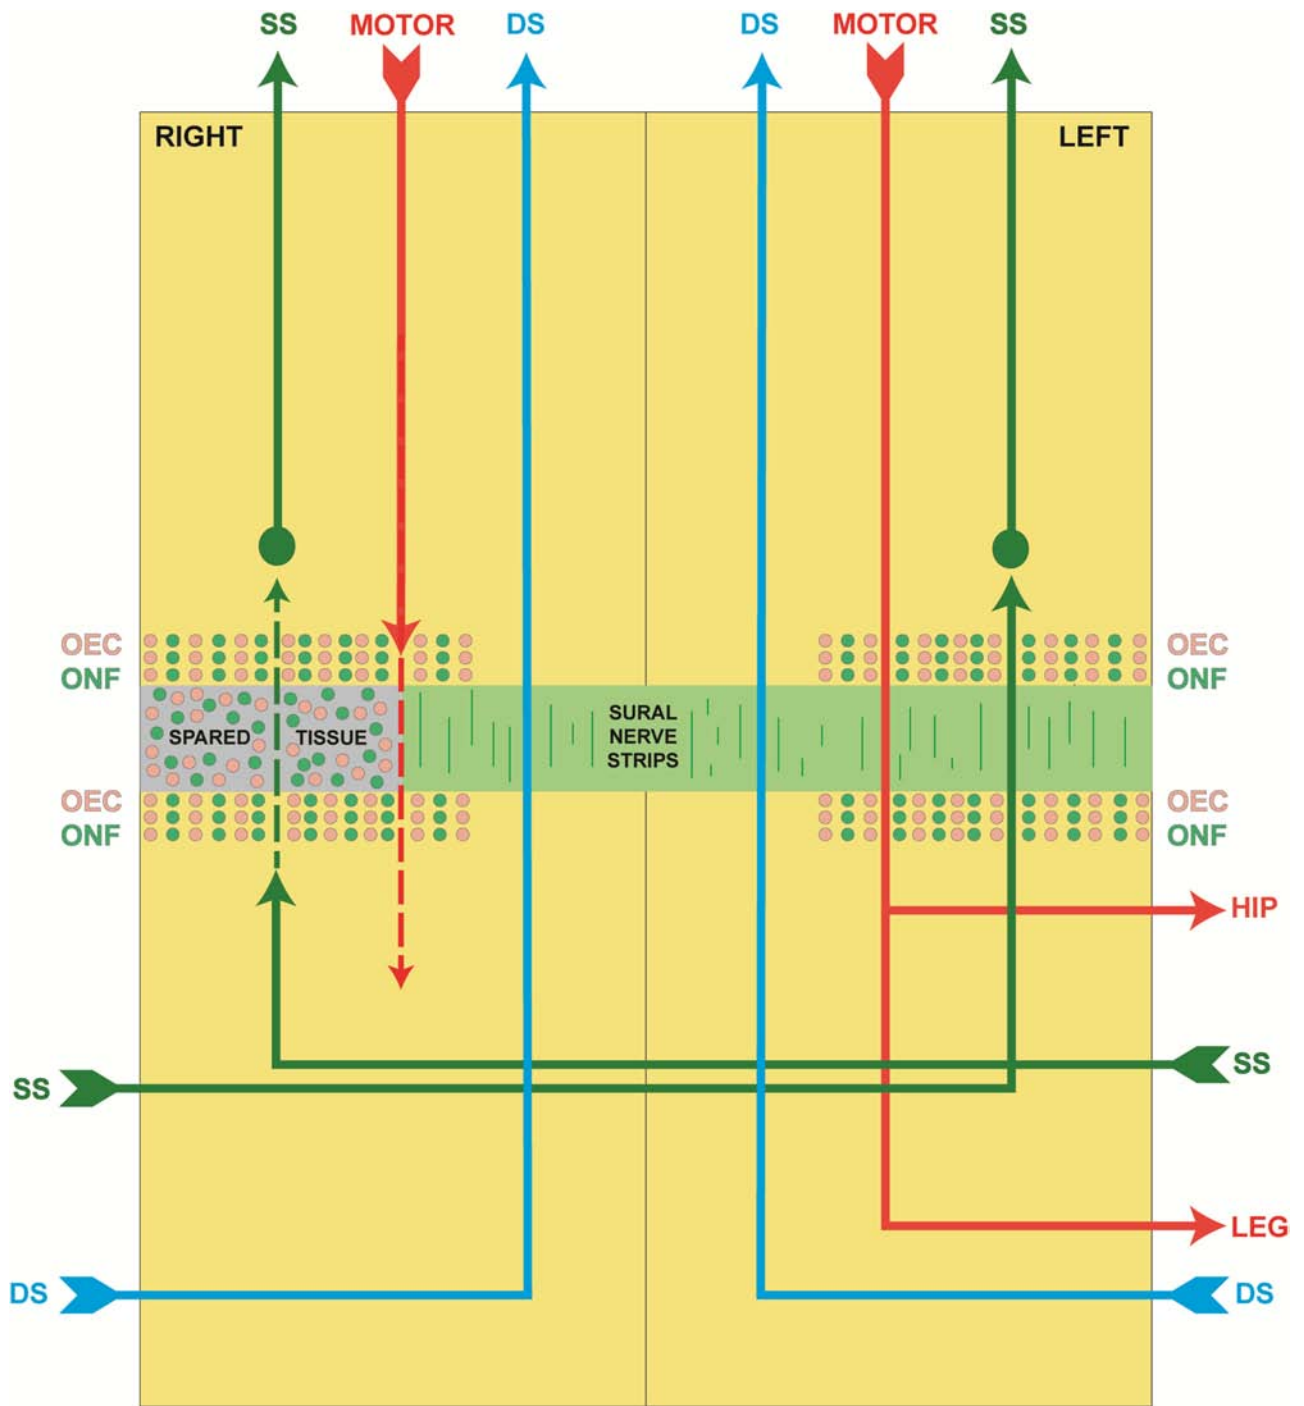 SS MOTOR DS DS MOTOR SS
RIGHT LEFT
OEC OEC
ONF ONF
SPARED TISSUE
SURAL
NERVE
STRIPS
OEC OEC
ONF ONF
HIP
SS
SS
LEG
DS DS